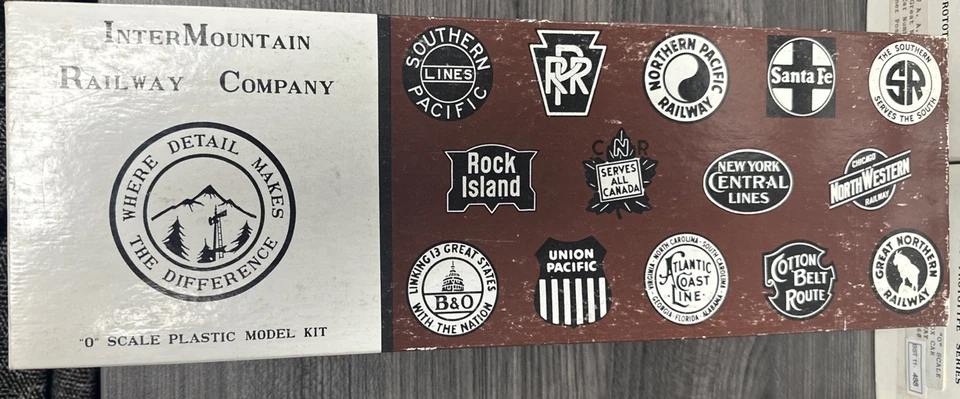 INTERMOUNTAIN
RAILWAY COMPANY
WHERE DETAIL MAKES
THE DIFFERENCE
"O" SCALE PLASTIC MODEL KIT
SOUTHERN
LINES
PACIFIC
PRR
NORTHERN PACIFIC
RAILWAY
Santa Fe
THE SOUTHERN
SR
SERVES THE SOUTH
Rock
Island
CNR
SERVES
ALL
CANADA
NEW YORK
CENTRAL
LINES
CHICAGO
NORTH WESTERN
RAILWAY
LINKING 13 GREAT STATES
B&O
WITH THE NATION
UNION
PACIFIC
VIRGINIA · NORTH CAROLINA · SOUTH CAROLINA
ATLANTIC
COAST
LINE
GEORGIA · FLORIDA · ALABAMA
COTTON
BELT
ROUTE
GREAT NORTHERN
RAILWAY
"O" SCALE
SERIES